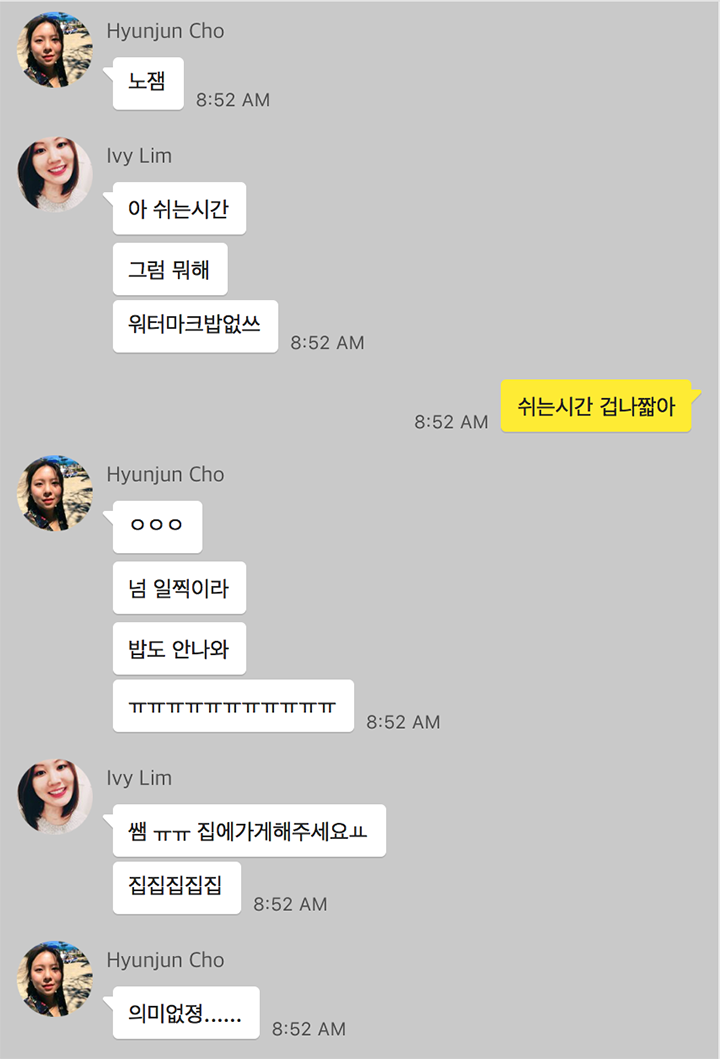 Hyunjun Cho
노잼
8:52 AM
Ivy Lim
아 쉬는시간
그럼 뭐해
워터마크밥없쓰
8:52 AM
쉬는시간 겁나짧아
8:52 AM
Hyunjun Cho
ㅇㅇㅇ
넘 일찍이라
밥도 안나와
ㅠㅠㅠㅠㅠㅠㅠㅠㅠㅠㅠ
8:52 AM
Ivy Lim
쌤 ㅠㅠ 집에가게해주세요ㅛ
집집집집집
8:52 AM
Hyunjun Cho
의미없졍......
8:52 AM